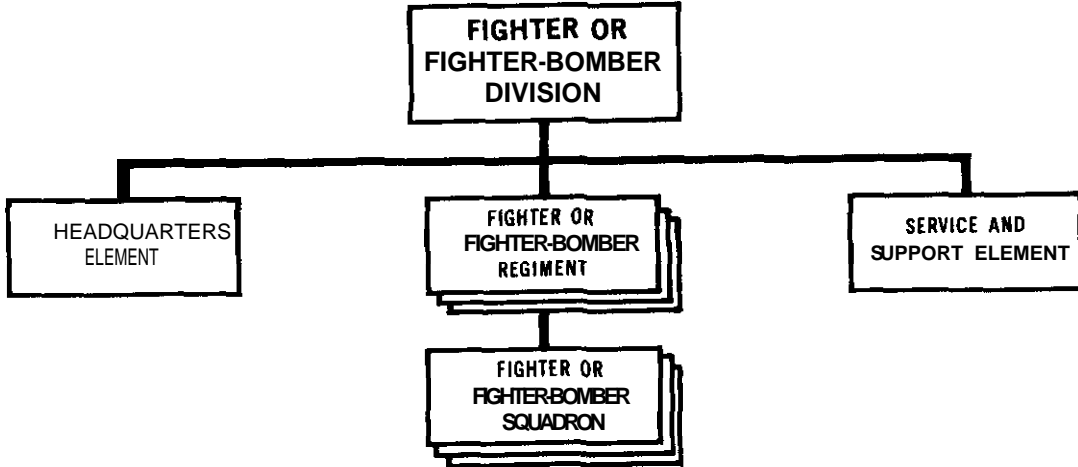 FIGHTER OR
FIGHTER-BOMBER
DIVISION
HEADQUARTERS
ELEMENT
FIGHTER OR
FIGHTER-BOMBER
REGIMENT
SERVICE AND
SUPPORT ELEMENT
FIGHTER OR
FIGHTER-BOMBER
SQUADRON